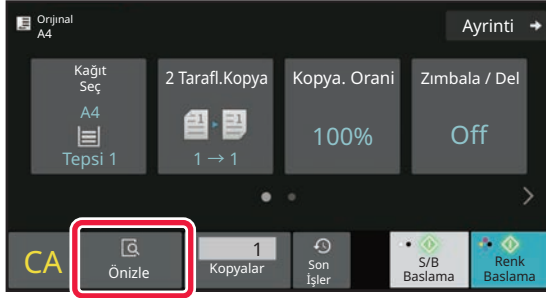 Orijinal
A4
Ayrinti
Kağıt
Seç
A4
Tepsi 1
2 Tarafl.Kopya
1 → 1
Kopya. Orani
100%
Zımbala / Del
Off
CA
Önizle
1
Kopyalar
Son
İşler
S/B
Baslama
Renk
Baslama